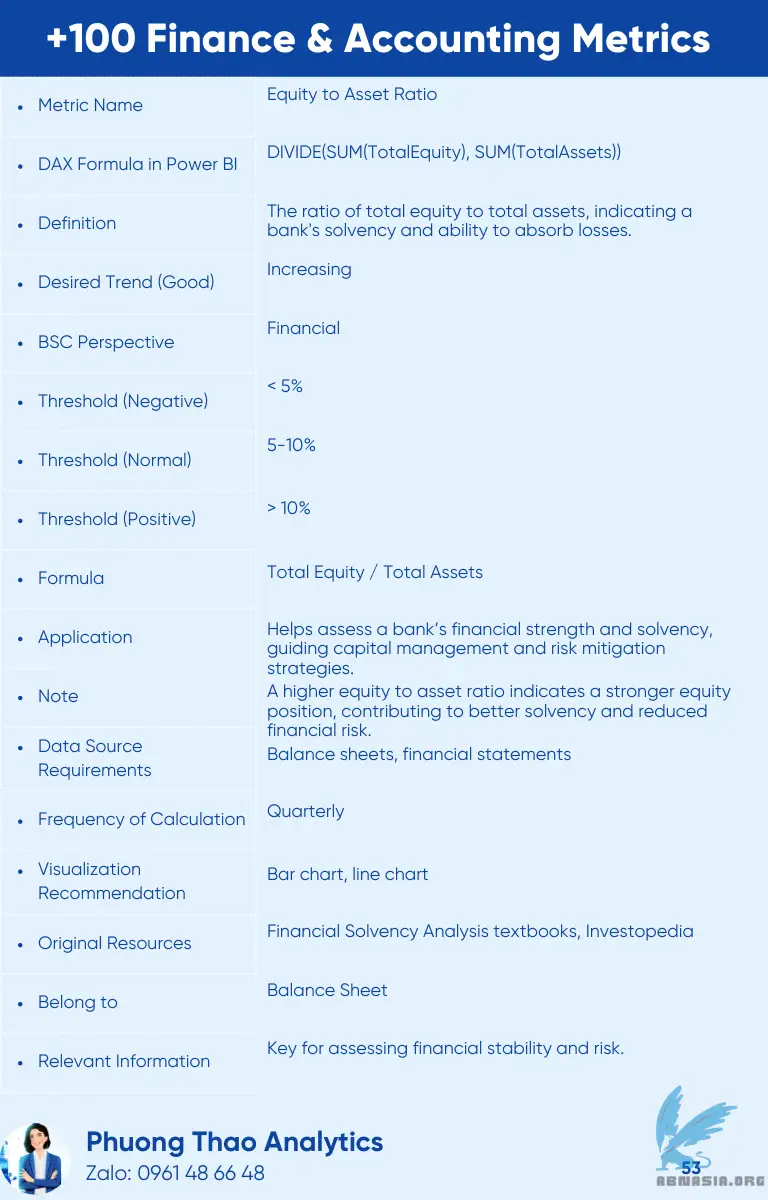 +100 Finance & Accounting Metrics
• Metric Name
Equity to Asset Ratio
• DAX Formula in Power BI
DIVIDE(SUM(TotalEquity), SUM(TotalAssets))
• Definition
The ratio of total equity to total assets, indicating a
bank's solvency and ability to absorb losses.
• Desired Trend (Good)
Increasing
• BSC Perspective
Financial
• Threshold (Negative)
< 5%
• Threshold (Normal)
5-10%
• Threshold (Positive)
> 10%
• Formula
Total Equity / Total Assets
• Application
Helps assess a bank’s financial strength and solvency,
guiding capital management and risk mitigation
strategies.
• Note
A higher equity to asset ratio indicates a stronger equity
position, contributing to better solvency and reduced
financial risk.
• Data Source
Requirements
Balance sheets, financial statements
• Frequency of Calculation
Quarterly
• Visualization
Recommendation
Bar chart, line chart
• Original Resources
Financial Solvency Analysis textbooks, Investopedia
• Belong to
Balance Sheet
• Relevant Information
Key for assessing financial stability and risk.
Phuong Thao Analytics
Zalo: 0961 48 66 48
53
ABNASIA.ORG